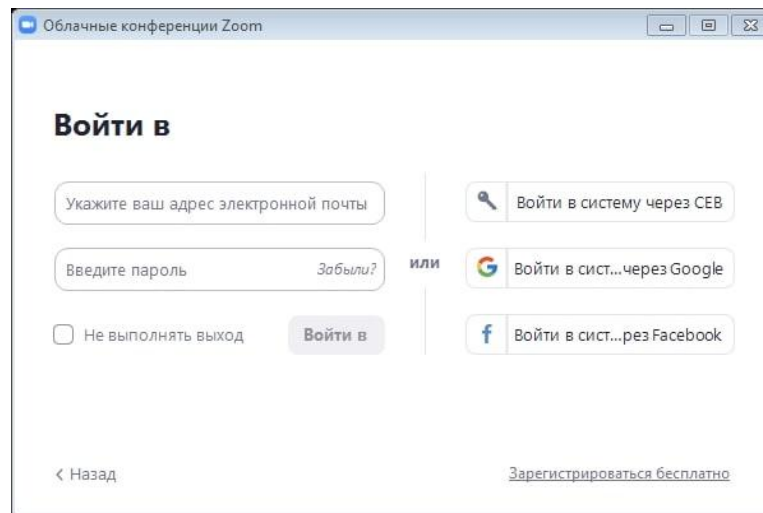 Облачные конференции Zoom
Войти в
Укажите ваш адрес электронной почты
Введите пароль
Забыли?
Не выполнять выход
Войти в
или
Войти в систему через СЕВ
Войти в сист...через Google
Войти в сист...рез Facebook
< Назад
Зарегистрироваться бесплатно